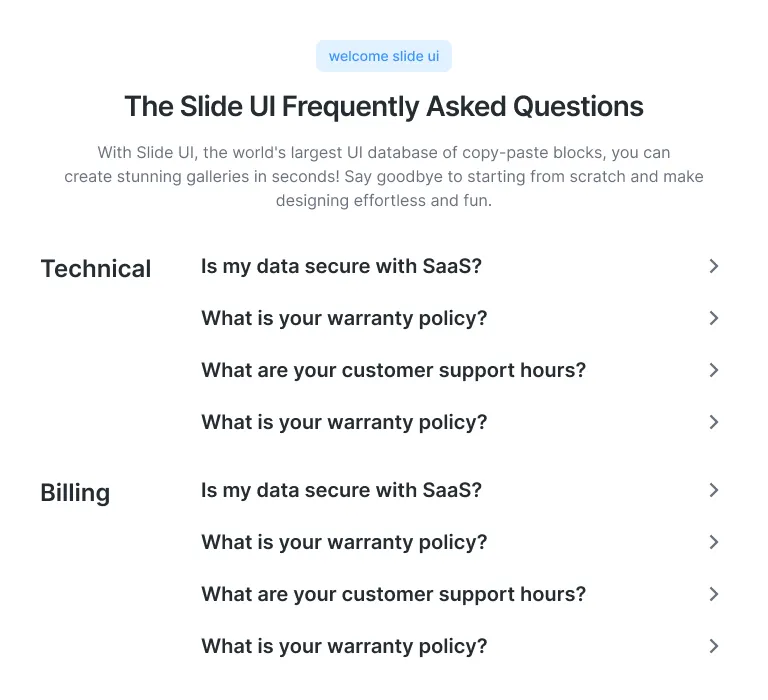 welcome slide ui
The Slide UI Frequently Asked Questions
With Slide UI, the world's largest UI database of copy-paste blocks, you can
create stunning galleries in seconds! Say goodbye to starting from scratch and make
designing effortless and fun.
Technical
Is my data secure with SaaS?
What is your warranty policy?
What are your customer support hours?
What is your warranty policy?
Billing
Is my data secure with SaaS?
What is your warranty policy?
What are your customer support hours?
What is your warranty policy?